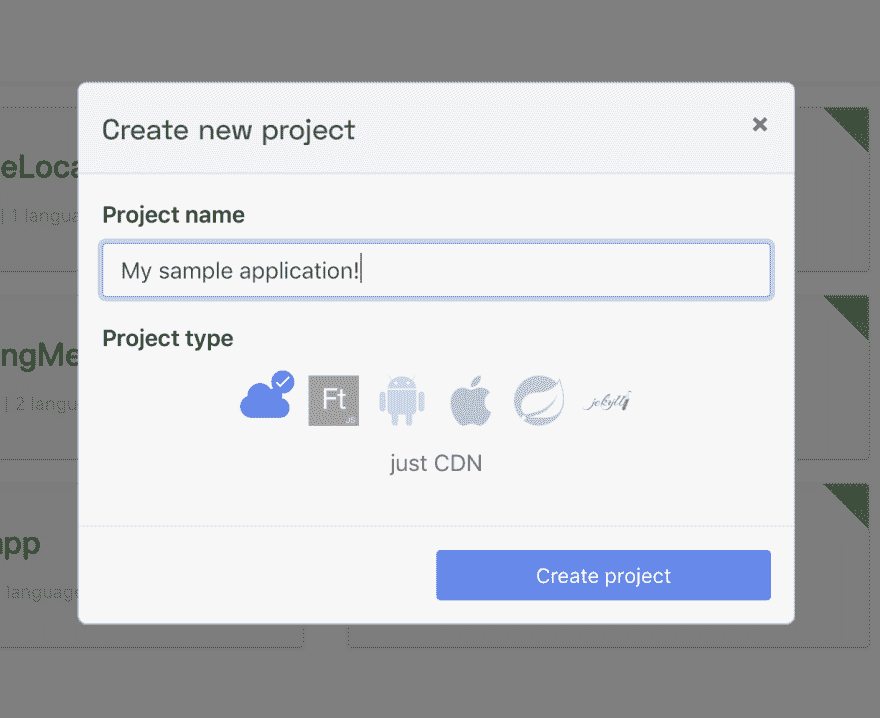 Create new project
×
eLoca
| 1 langua
Project name
My sample application!
ngMe
Project type
| 2 langu
Ft
JS
jekyll
just CDN
app
language
Create project